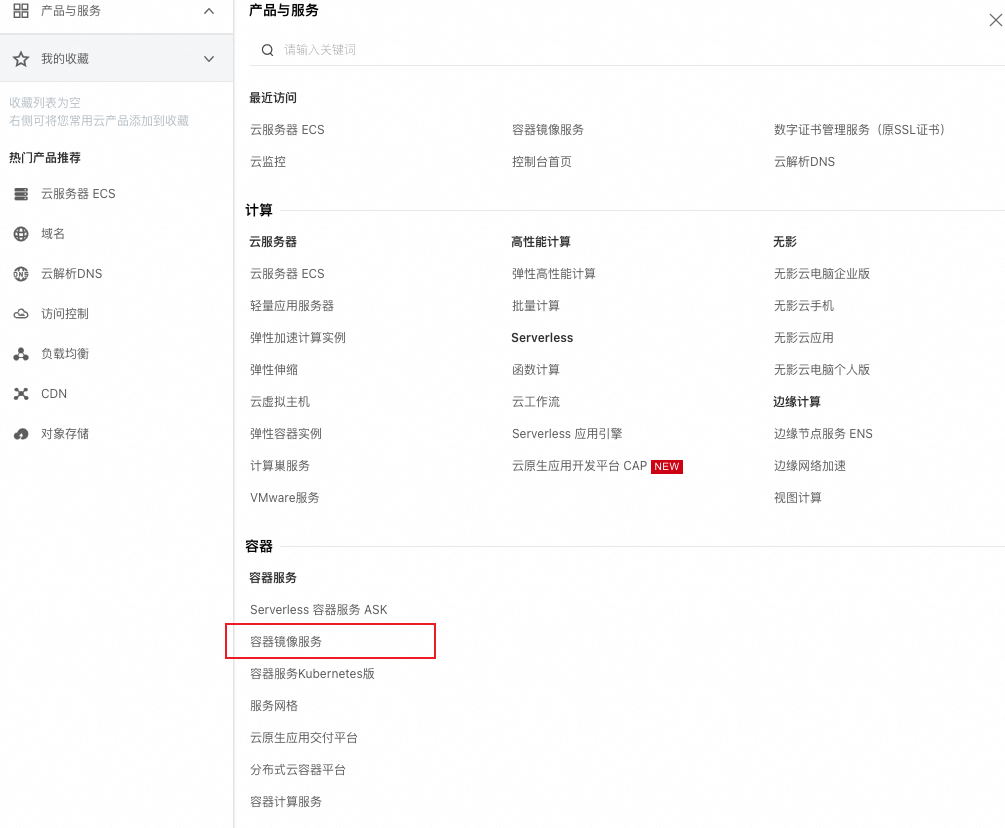 产品与服务
我的收藏
收藏列表为空
右侧可将您常用云产品添加到收藏
热门产品推荐
云服务器 ECS
域名
DNS
云解析DNS
访问控制
负载均衡
CDN
对象存储
产品与服务
请输入关键词
最近访问
云服务器 ECS
容器镜像服务
数字证书管理服务（原SSL证书）
云监控
控制台首页
云解析DNS
计算
云服务器
云服务器 ECS
轻量应用服务器
弹性加速计算实例
弹性伸缩
云虚拟主机
弹性容器实例
计算巢服务
VMware服务
高性能计算
弹性高性能计算
批量计算
Serverless
函数计算
云工作流
Serverless 应用引擎
云原生应用开发平台 CAP NEW
无影
无影云电脑企业版
无影云手机
无影云应用
无影云电脑个人版
边缘计算
边缘节点服务 ENS
边缘网络加速
视图计算
容器
容器服务
Serverless 容器服务 ASK
容器镜像服务
容器服务Kubernetes版
服务网格
云原生应用交付平台
分布式云容器平台
容器计算服务